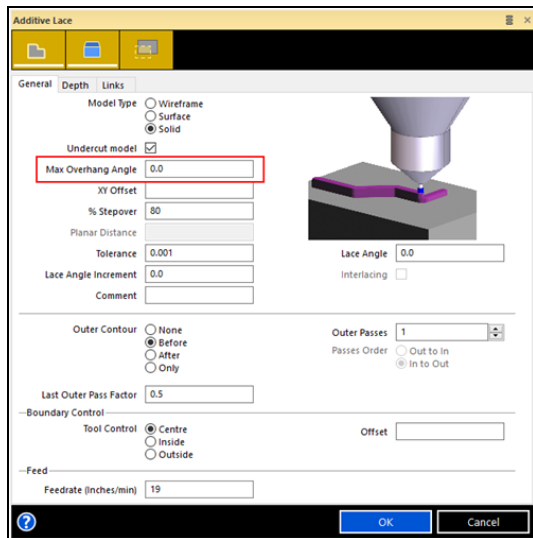 Additive Lace
General Depth Links
Model Type Wireframe
Surface
Solid
Undercut model
Max Overhang Angle 0.0
XY Offset
% Stepover 80
Planar Distance
Tolerance 0.001 Lace Angle 0.0
Lace Angle Increment 0.0 Interlacing
Comment
Outer Contour None Outer Passes 1
Before
Passes Order Out to In
After
In to Out
Only
Last Outer Pass Factor 0.5
Boundary Control
Tool Control Centre Offset
Inside
Outside
Feed
Feedrate (Inches/min) 19
? OK Cancel